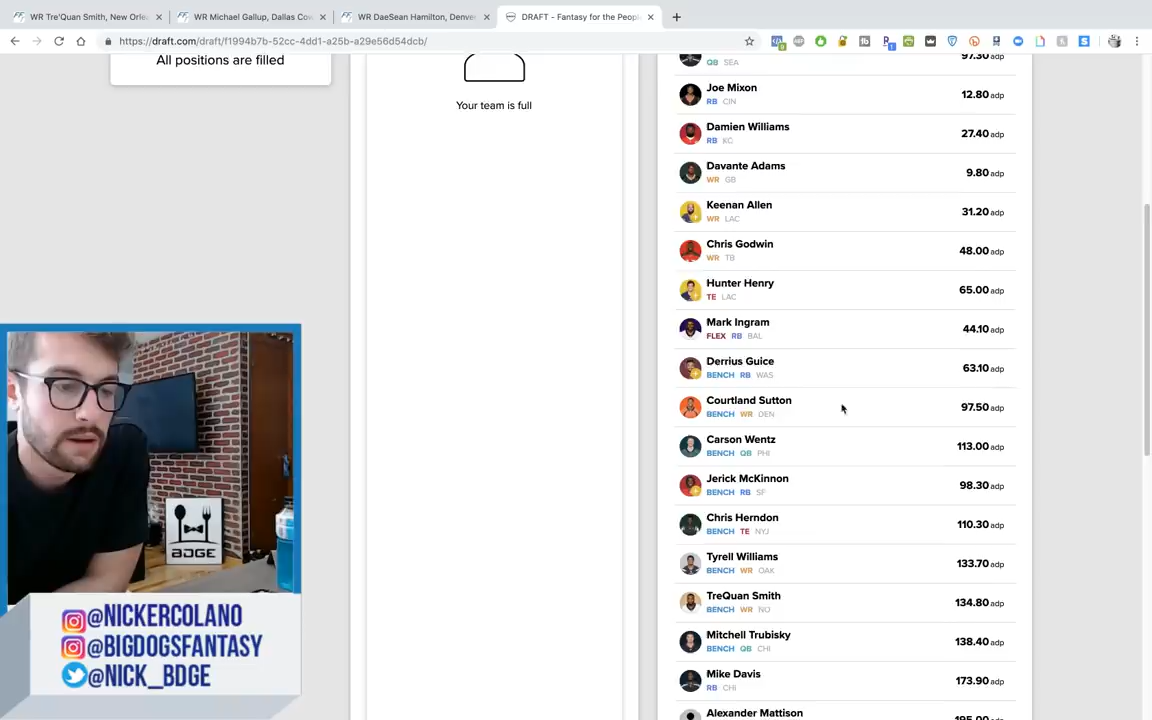 WR Tre'Quan Smith, New Orle
WR Michael Gallup, Dallas Cow
WR DaeSean Hamilton, Denver
DRAFT - Fantasy for the Peopl
https://draft.com/draft/f1994b7b-52cc-4dd1-a25b-a29e56d54dcb/
All positions are filled
Your team is full
97.30 adp
QB SEA
Joe Mixon
RB CIN
12.80 adp
Damien Williams
RB KC
27.40 adp
Davante Adams
WR GB
9.80 adp
Keenan Allen
WR LAC
31.20 adp
Chris Godwin
WR TB
48.00 adp
Hunter Henry
TE LAC
65.00 adp
Mark Ingram
FLEX RB BAL
44.10 adp
Derrius Guice
BENCH RB WAS
63.10 adp
Courtland Sutton
BENCH WR DEN
97.50 adp
Carson Wentz
BENCH QB PHI
113.00 adp
Jerick McKinnon
BENCH RB SF
98.30 adp
Chris Herndon
BENCH TE NYJ
110.30 adp
Tyrell Williams
BENCH WR OAK
133.70 adp
TreQuan Smith
BENCH WR NO
134.80 adp
Mitchell Trubisky
BENCH QB CHI
138.40 adp
Mike Davis
RB CHI
173.90 adp
Alexander Mattison
195.00 adp
BDGE
@NICKERCOLANO
@BIGDOGSFANTASY
@NICK_BDGE